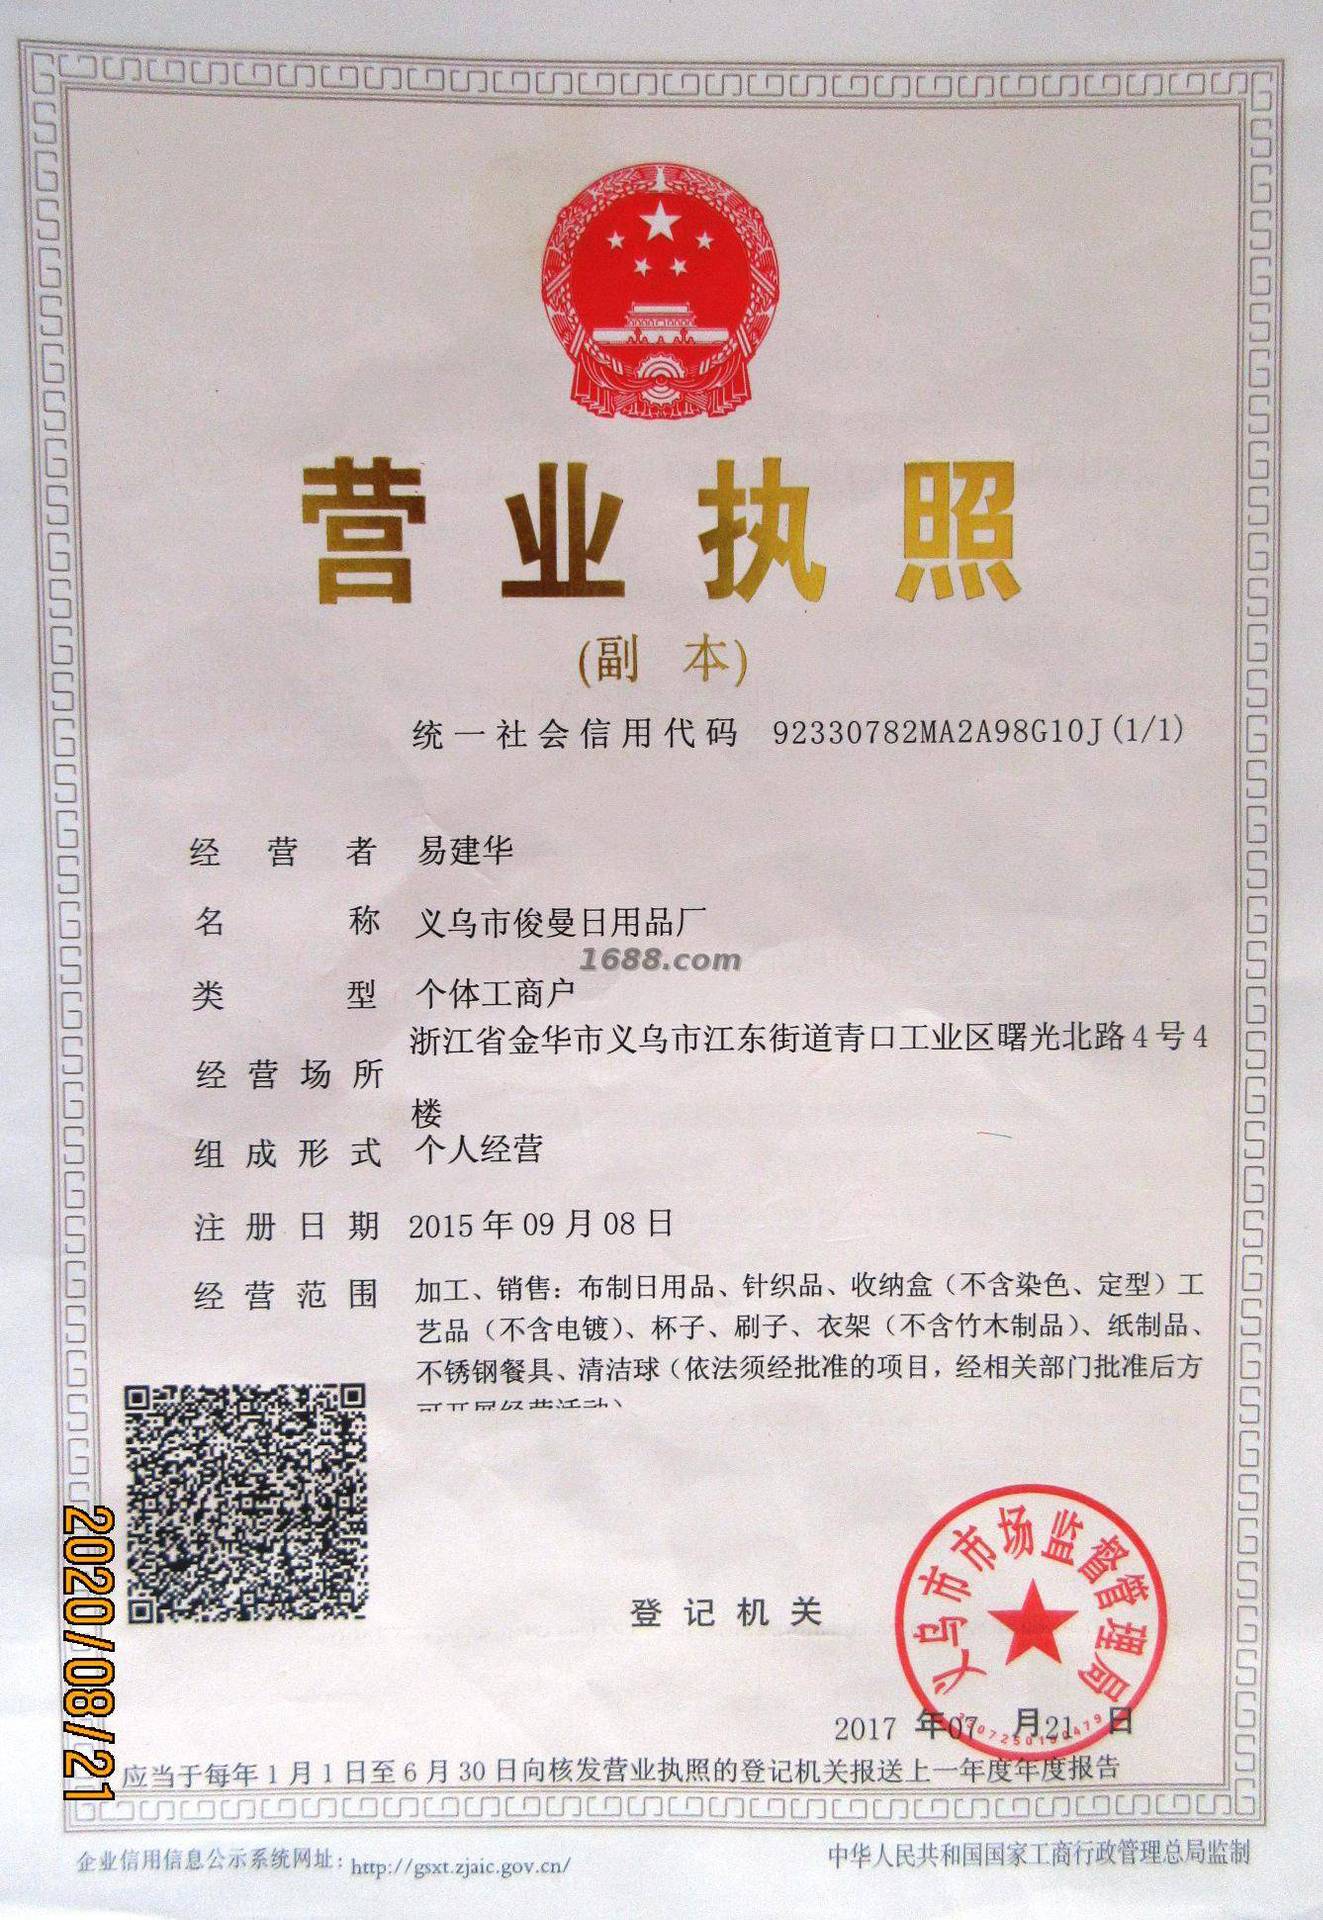 营业执照
(副 本)
统一社会信用代码 92330782MA2A98G10J(1/1)
经营者 易建华
名称 义乌市俊曼日用品厂
1688.com
类型 个体工商户
经营场所 浙江省金华市义乌市江东街道青口工业区曙光北路4号4
楼
组成形式 个人经营
注册日期 2015年09月08日
经营范围 加工、销售：布制日用品、针织品、收纳盒（不含染色、定型）工
艺品（不含电镀）、杯子、刷子、衣架（不含竹木制品）、纸制品、
不锈钢餐具、清洁球（依法须经批准的项目，经相关部门批准后方
可开展经营活动）
义乌市市场监督管理局
登记机关
2017 年07 月21 日
应当于每年1月1日至6月30日向核发营业执照的登记机关报送上一年度年度报告
企业信用信息公示系统网址：http://gsxt.zjaic.gov.cn/
中华人民共和国国家工商行政管理总局监制
2020/08/21